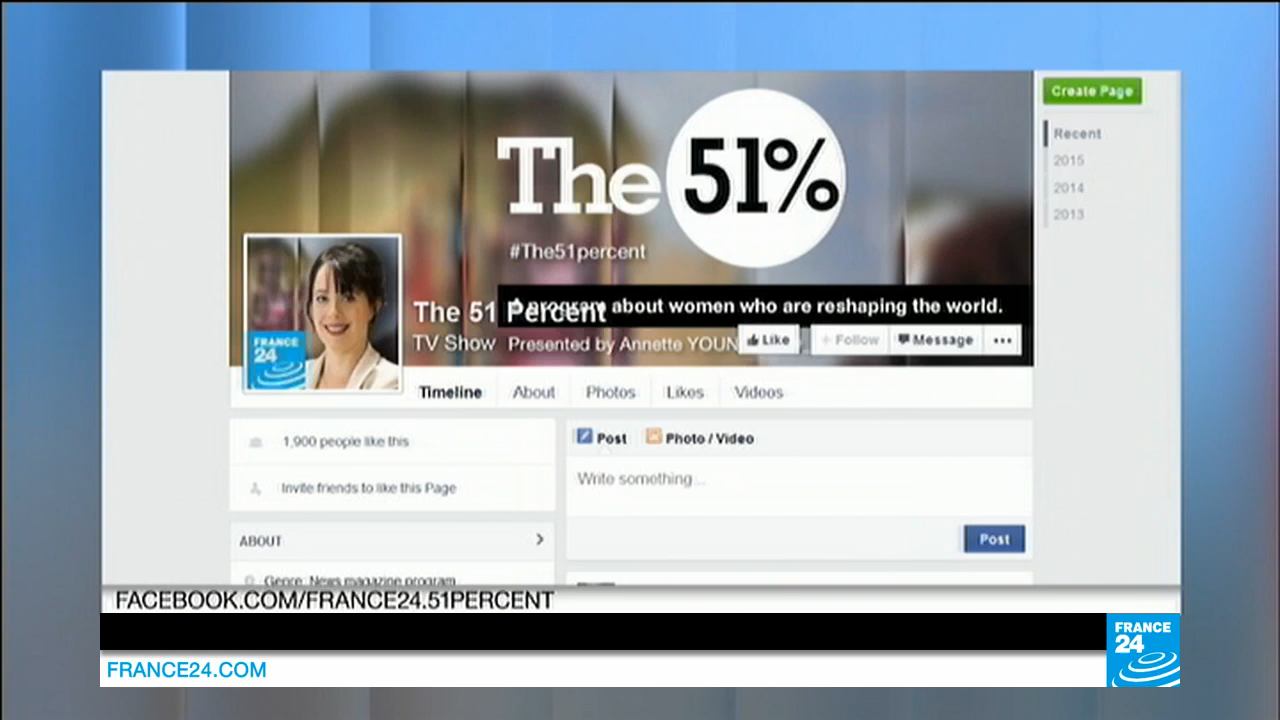 The 51%
#The51percent
A program about women who are reshaping the world.
The 51 Percent
TV Show
Presented by Annette YOUN
Like
+ Follow
Message
...
FRANCE
24
Create Page
Recent
2015
2014
2013
Timeline
About
Photos
Likes
Videos
1,900 people like this
Invite friends to like this Page
ABOUT
Genre: News magazine program
Post
Photo / Video
Write something...
Post
FACEBOOK.COM/FRANCE24.51PERCENT
FRANCE24.COM
FRANCE
24